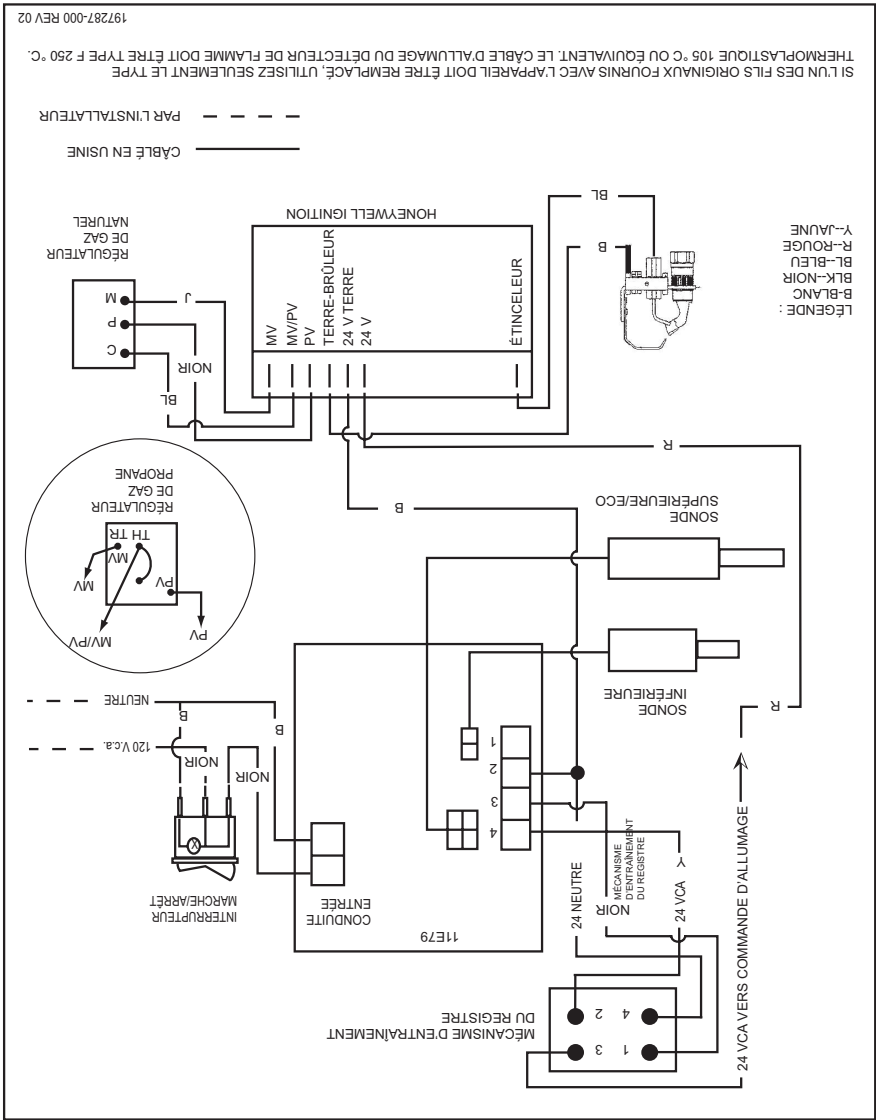 24 VCA VERS COMMANDE D'ALLUMAGE
1 3
4 2
MÉCANISME D'ENTRAÎNEMENT
DU REGISTRE
24 VCA
Y
NOIR
MÉCANISME
D'ENTRAÎNEMENT
DU REGISTRE
24 NEUTRE
11E79
CONDUITE
ENTRÉE
INTERRUPTEUR
MARCHE/ARRÊT
4
3
2
1
NOIR
NOIR
120 V.c.a.
B
B
NEUTRE
R
SONDE
INFÉRIEURE
SONDE
SUPÉRIEURE/ECO
PV
MV/PV
PV
MV
MV
TH
TR
RÉGULATEUR
DE GAZ
PROPANE
B
R
BL
NOIR
J
C
P
M
RÉGULATEUR
DE GAZ
NATUREL
ÉTINCELEUR
24 V
24 V TERRE
TERRE-BRÛLEUR
PV
MV/PV
MV
HONEYWELL IGNITION
B
BL
LÉGENDE :
B-BLANC
BLK--NOIR
BL--BLEU
R--ROUGE
Y--JAUNE
CÂBLÉ EN USINE
PAR L'INSTALLATEUR
SI L'UN DES FILS ORIGINAUX FOURNIS AVEC L'APPAREIL DOIT ÊTRE REMPLACÉ, UTILISEZ SEULEMENT LE TYPE
THERMOPLASTIQUE 105 °C OU ÉQUIVALENT. LE CÂBLE D'ALLUMAGE DU DÉTECTEUR DE FLAMME DOIT ÊTRE TYPE F 250 °C.
197287-000 REV 02